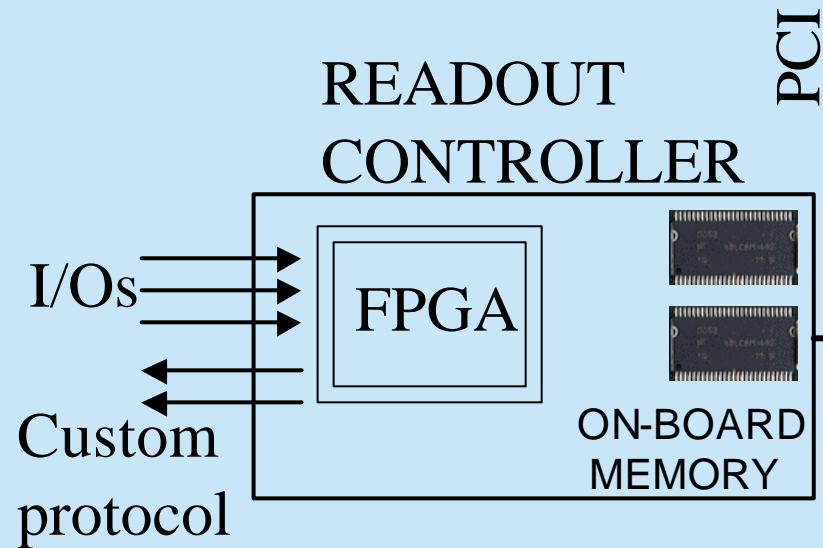 PCI
READOUT
CONTROLLER
I/Os
FPGA
Custom
protocol
ON-BOARD
MEMORY